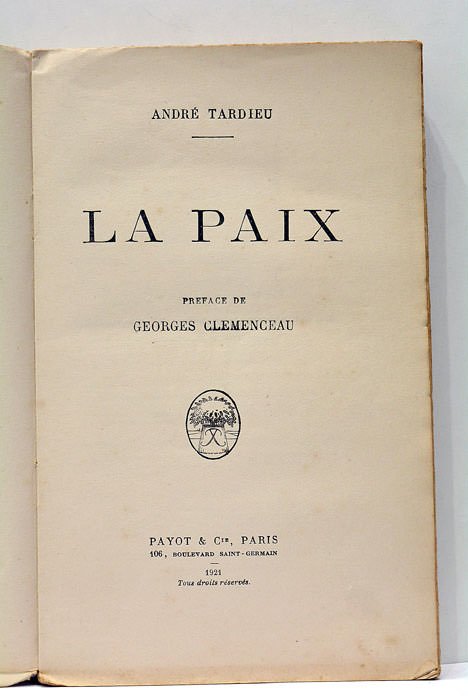 ANDRÉ TARDIEU
LA PAIX
PREFACE DE
GEORGES CLEMENCEAU
PAYOT & Cie, PARIS
106, BOULEVARD SAINT-GERMAIN
1921
Tous droits réservés.